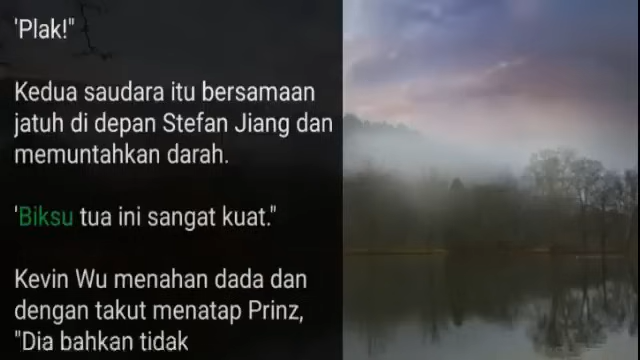 'Plak!"
Kedua saudara itu bersamaan
jatuh di depan Stefan Jiang dan
memuntahkan darah.
'Biksu tua ini sangat kuat."
Kevin Wu menahan dada dan
dengan takut menatap Prinz,
"Dia bahkan tidak